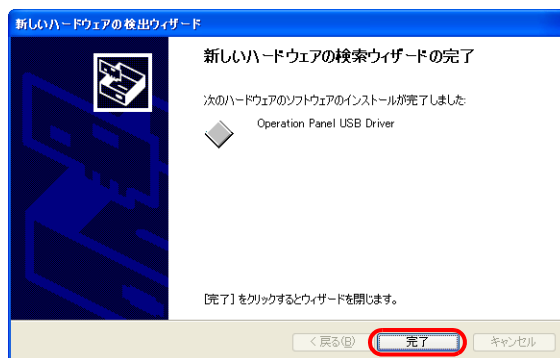 新しいハードウェアの検出ウィザード
新しいハードウェアの検索ウィザードの完了
次のハードウェアのソフトウェアのインストールが完了しました:
Operation Panel USB Driver
[完了] をクリックするとウィザードを閉じます。
< 戻る(B) 完了 キャンセル